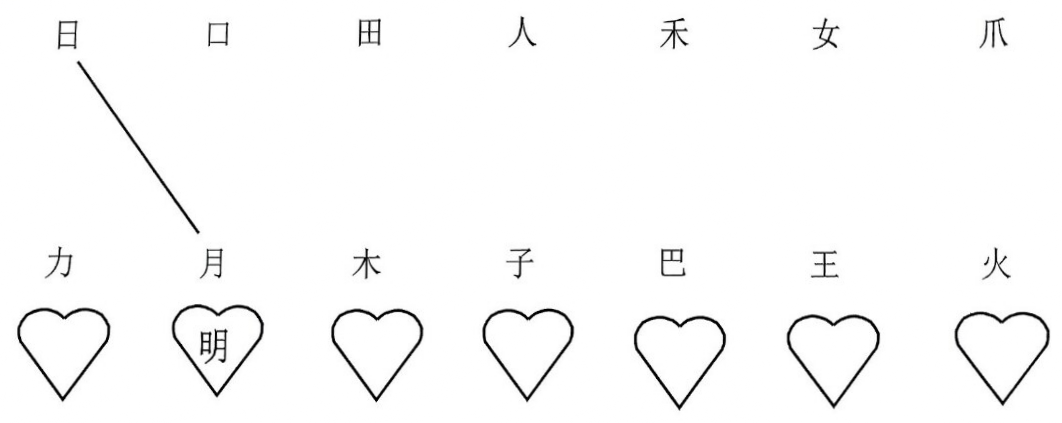 日 口 田 人 禾 女 爪
力 月 木 子 巴 王 火
明